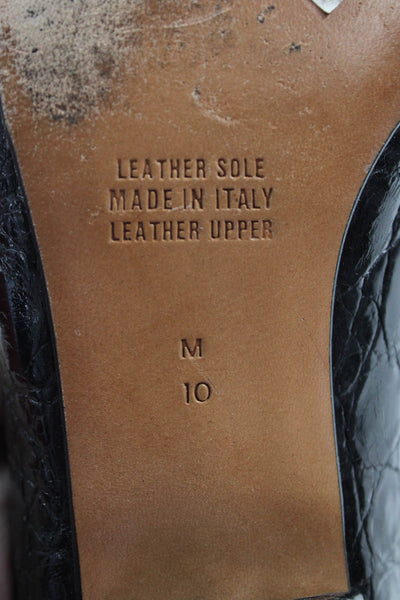 LEATHER SOLE
MADE IN ITALY
LEATHER UPPER
M
10